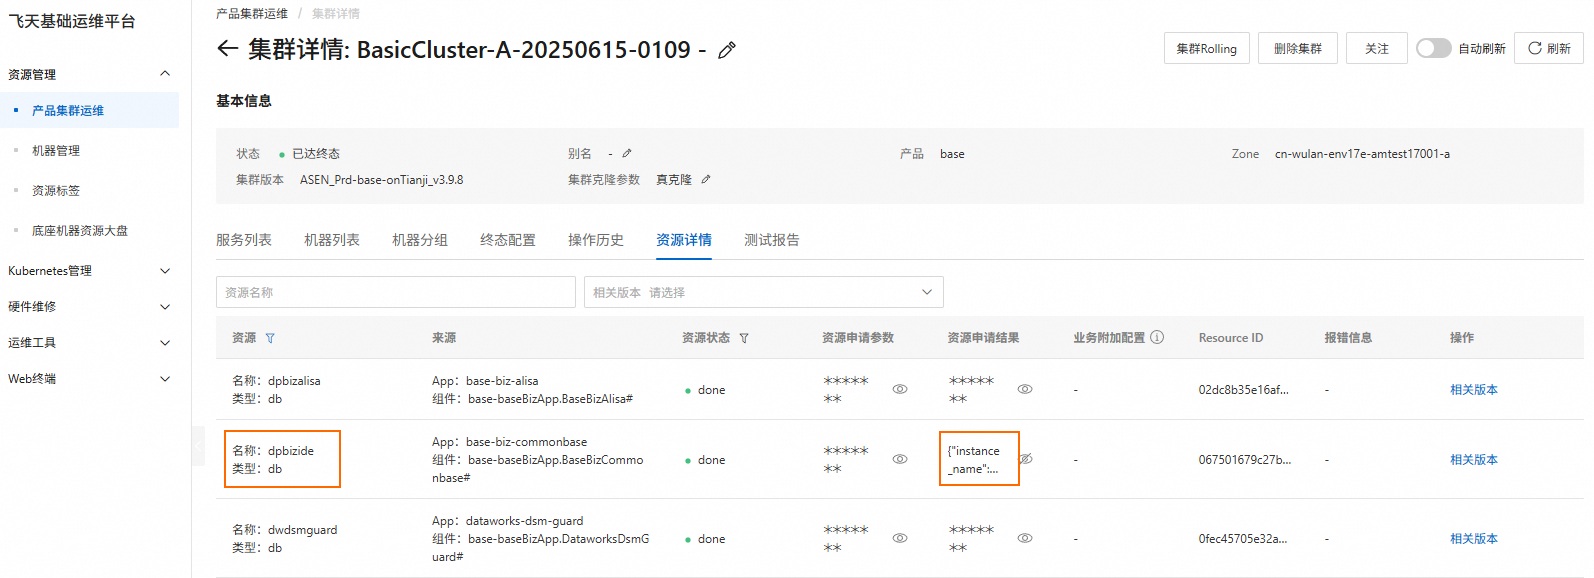 飞天基础运维平台
资源管理
产品集群运维
机器管理
资源标签
底座机器资源大盘
Kubernetes管理
硬件维修
运维工具
Web终端
产品集群运维 / 集群详情
集群详情: BasicCluster-A-20250615-0109 -
集群Rolling 删除集群 关注 自动刷新 刷新
基本信息
状态 已达终态 别名 - 产品 base Zone cn-wulan-env17e-amtest17001-a
集群版本 ASEN_Prd-base-onTianji_v3.9.8 集群克隆参数 真克隆
服务列表 机器列表 机器分组 终态配置 操作历史 资源详情 测试报告
资源名称 相关版本 请选择
资源 来源 资源状态 资源申请参数 资源申请结果 业务附加配置 Resource ID 报错信息 操作
名称：dpbizalisa
类型：db
App：base-biz-alisa
组件：base-baseBizApp.BaseBizAlisa#
done
******
**
******
**
-
02dc8b35e16af...
-
相关版本
名称：dpbizide
类型：db
App：base-biz-commonbase
组件：base-baseBizApp.BaseBizCommo
nbase#
done
******
**
{"instance
_name":...
-
067501679c27b...
-
相关版本
名称：dwdsmguard
类型：db
App：dataworks-dsm-guard
组件：base-baseBizApp.DataworksDsmG
uard#
done
******
**
******
**
-
0fec45705e32a...
-
相关版本